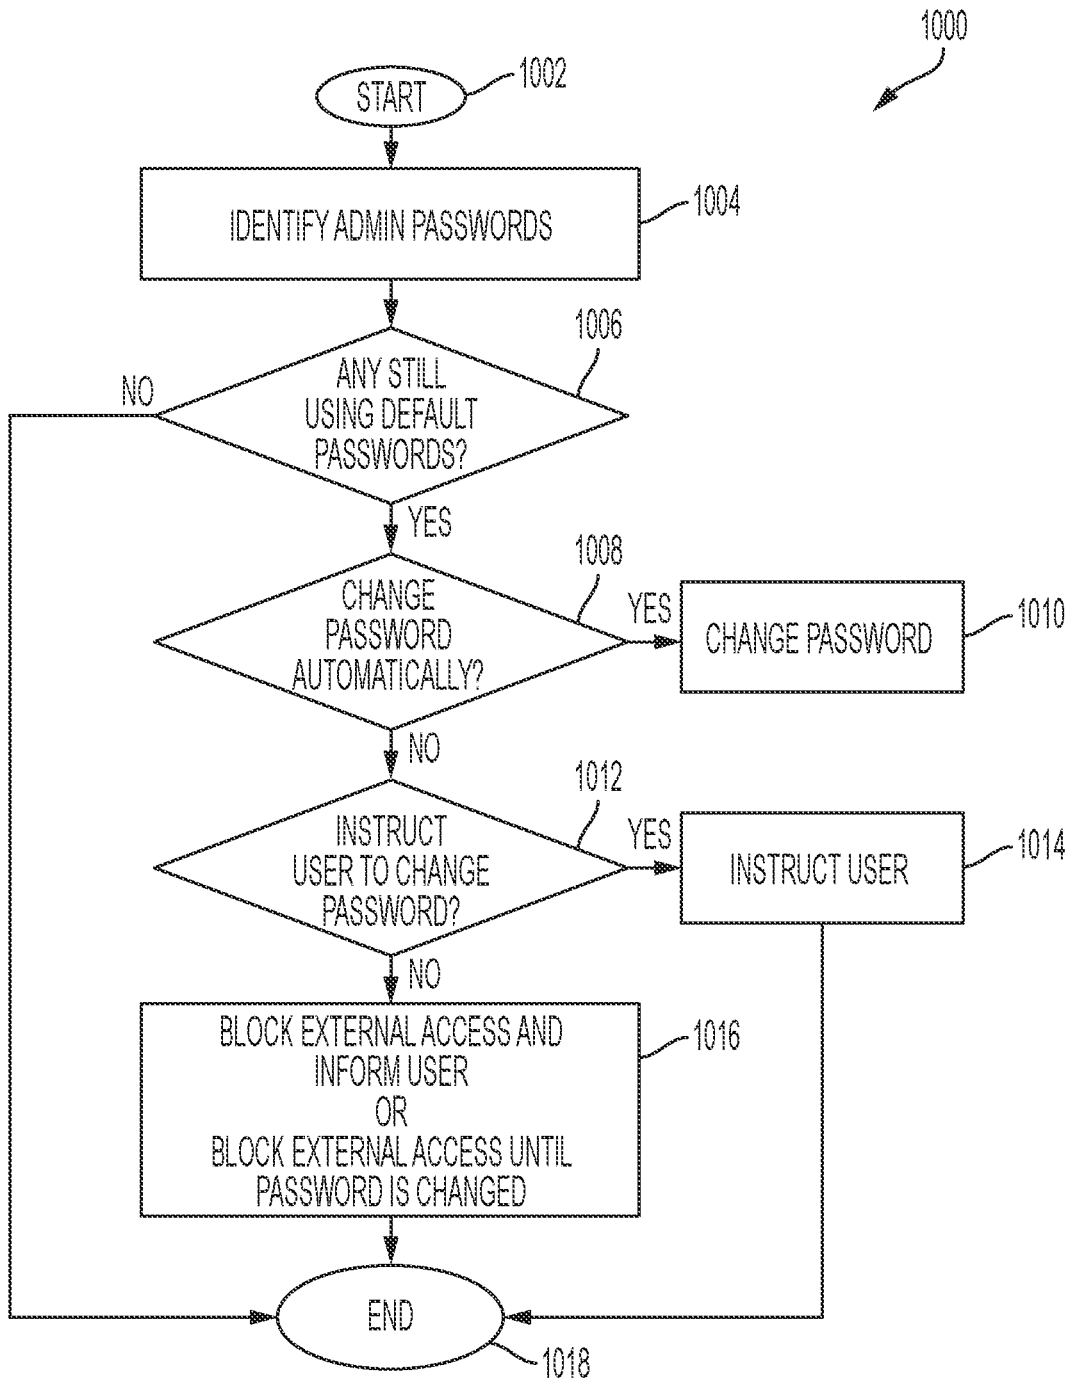 1000
START
1002
IDENTIFY ADMIN PASSWORDS
1004
1006
ANY STILL
USING DEFAULT
PASSWORDS?
NO
YES
1008
CHANGE
PASSWORD
AUTOMATICALLY?
YES
CHANGE PASSWORD
1010
NO
1012
INSTRUCT
USER TO CHANGE
PASSWORD?
YES
INSTRUCT USER
1014
NO
BLOCK EXTERNAL ACCESS AND
INFORM USER
OR
BLOCK EXTERNAL ACCESS UNTIL
PASSWORD IS CHANGED
1016
END
1018